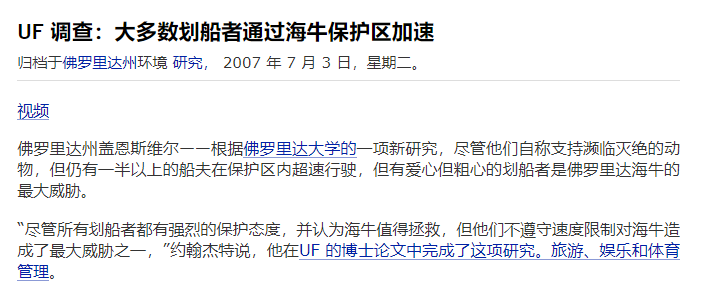 UF 调查：大多数划船者通过海牛保护区加速
归档于佛罗里达州环境 研究， 2007 年 7 月 3 日，星期二。
视频
佛罗里达州盖恩斯维尔——根据佛罗里达大学的一项新研究，尽管他们自称支持濒临灭绝的动
物，但仍有一半以上的船夫在保护区内超速行驶，但有爱心但粗心的划船者是佛罗里达海牛的
最大威胁。
“尽管所有划船者都有强烈的保护态度，并认为海牛值得拯救，但他们不遵守速度限制对海牛造
成了最大威胁之一，”约翰杰特说，他在UF 的博士论文中完成了这项研究。旅游、娱乐和体育
管理。